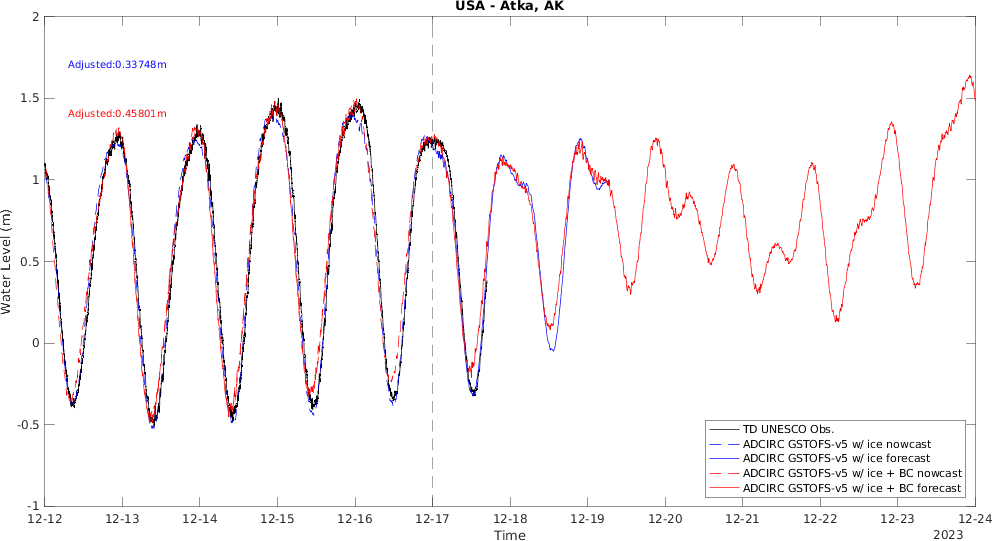 USA - Atka, AK
2
1.5
1
0.5
0
-0.5
-1
Water Level (m)
Adjusted:0.33748m
Adjusted:0.45801m
TD UNESCO Obs.
ADCIRC GSTOFS-v5 w/ ice nowcast
ADCIRC GSTOFS-v5 w/ ice forecast
ADCIRC GSTOFS-v5 w/ ice + BC nowcast
ADCIRC GSTOFS-v5 w/ ice + BC forecast
12-12 12-13 12-14 12-15 12-16 12-17 12-18 12-19 12-20 12-21 12-22 12-23 12-24
Time
2023